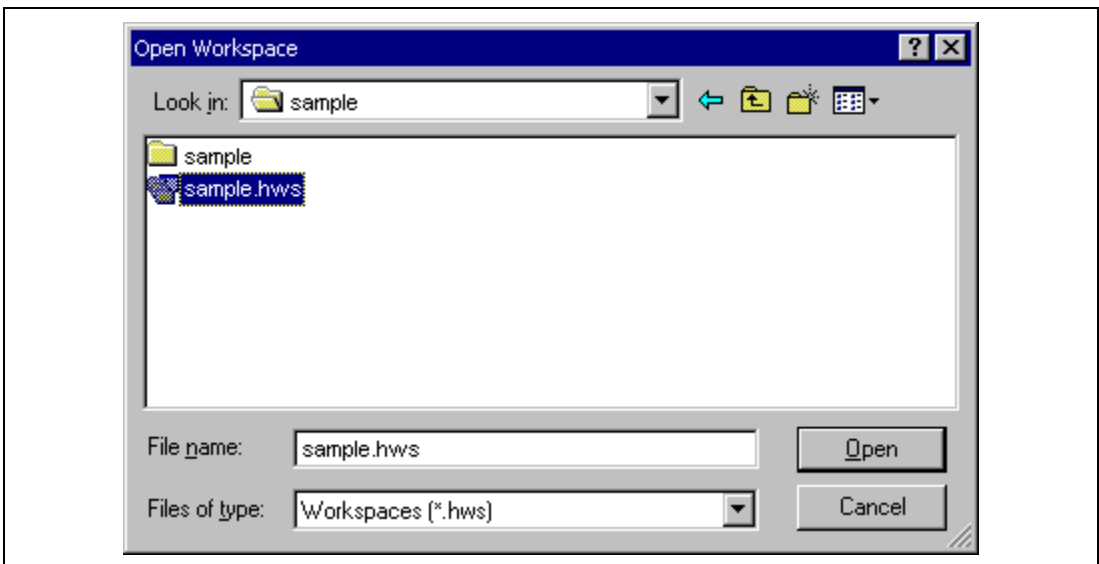 Open Workspace
Look in: sample
sample
sample.hws
File name: sample.hws Open
Files of type: Workspaces (*.hws) Cancel